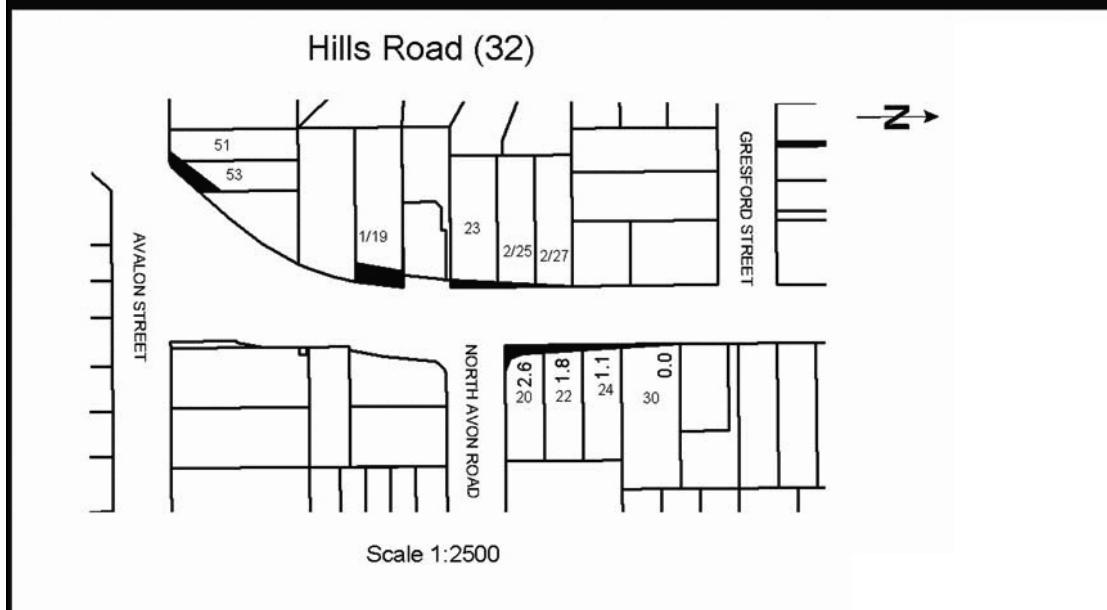 Hills Road (32)
N
51
53
1/19
23
2/25
2/27
GRESFORD STREET
AVALON STREET
NORTH AVON ROAD
2.6
1.8
1.1
0.0
20
22
24
30
Scale 1:2500